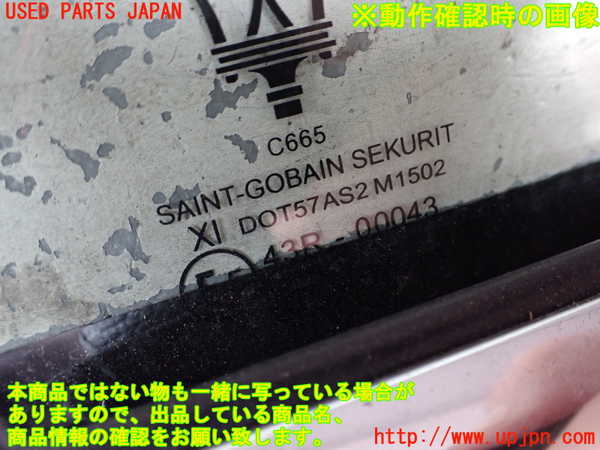 USED PARTS JAPAN
※動作確認時の画像
C665
SAINT-GOBAIN SEKURIT
XI DOT57AS2 M1502
43R - 00043
本商品ではない物も一緒に写っている場合が
ありますので、出品している商品名、
商品情報の確認をお願い致します。
http://www.upjpn.com/